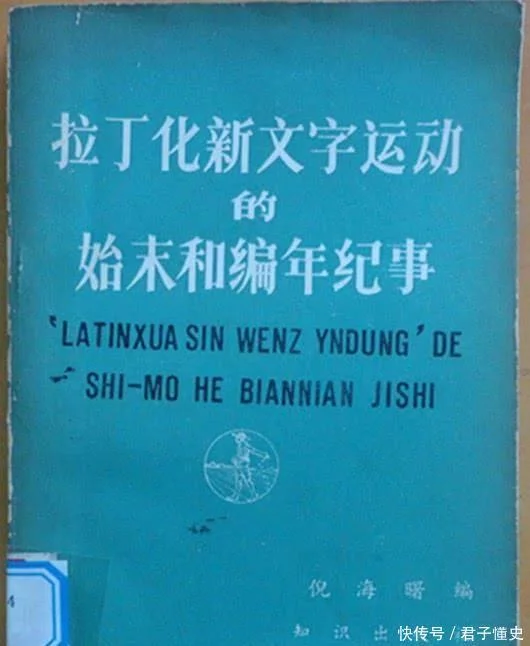 拉丁化新文字运动
的
始末和编年纪事
'LATINXUA SIN WENZ YNDUNG' DE
SHI-MO HE BIANNIAN JISHI
倪海曙编
知识出
4
快传号/君子懂史